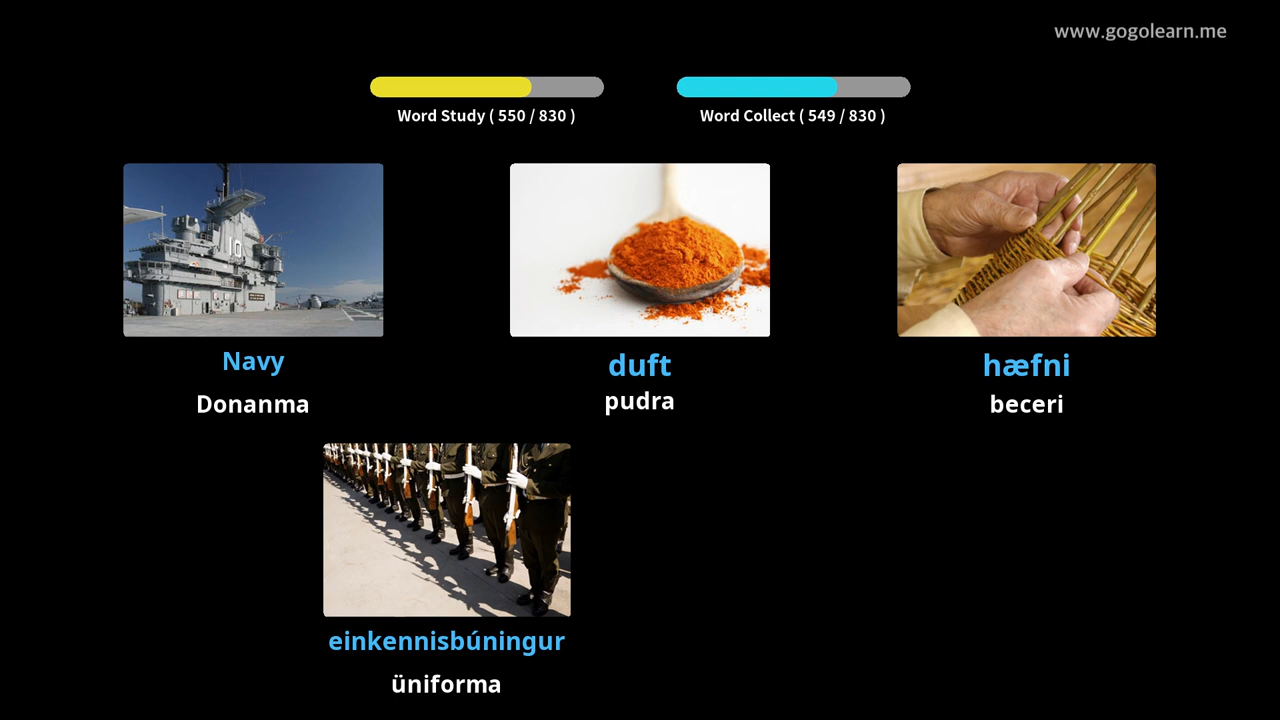 www.gogolearn.me
Word Study ( 550 / 830 )
Word Collect ( 549 / 830 )
10
Navy
Donanma
duft
pudra
hæfni
beceri
einkennisbúningur
üniforma